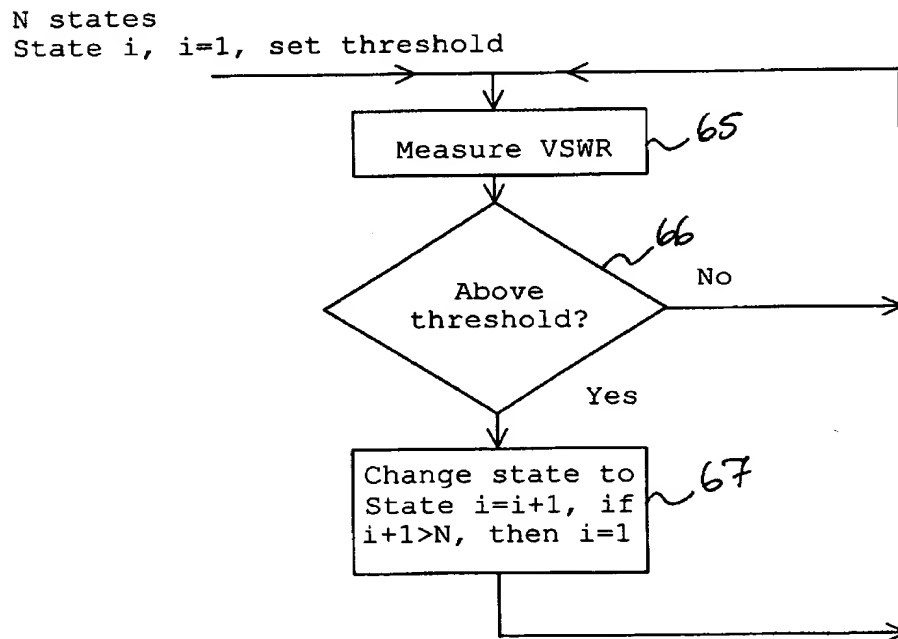 N states
State i, i=1, set threshold
Measure VSWR
65
66
Above
threshold?
No
Yes
Change state to
State i=i+1, if
i+1>N, then i=1
67